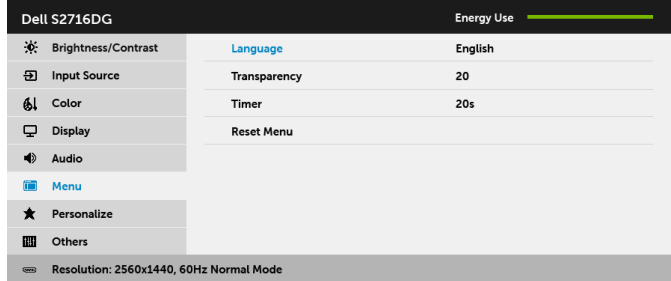 Dell S2716DG Energy Use
Brightness/Contrast Language English
Input Source Transparency 20
Color Timer 20s
Display Reset Menu
Audio
Menu
Personalize
Others
Resolution: 2560x1440, 60Hz Normal Mode